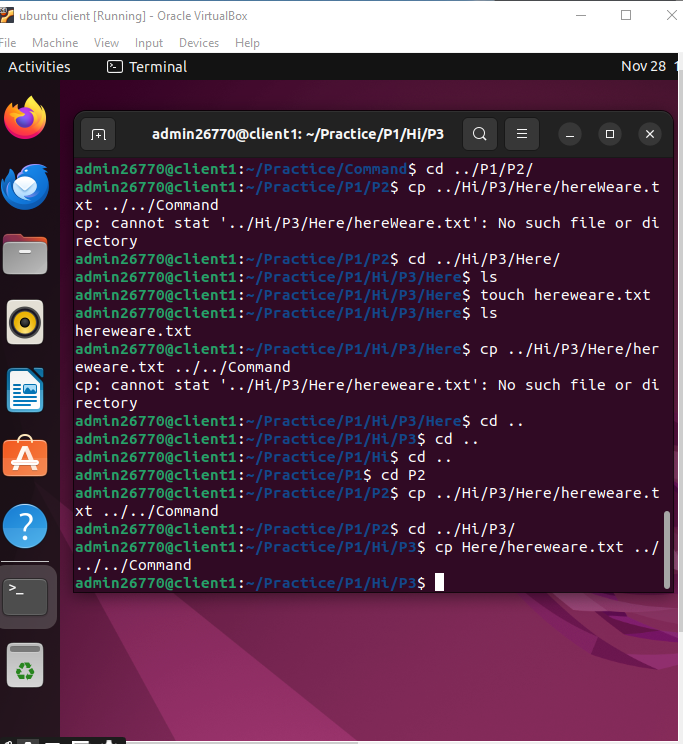 ubuntu client [Running] - Oracle VirtualBox
File Machine View Input Devices Help
Activities Terminal Nov 28 1
admin26770@client1: ~/Practice/P1/Hi/P3
admin26770@client1:~/Practice/Command$ cd ../P1/P2/
admin26770@client1:~/Practice/P1/P2$ cp ../Hi/P3/Here/hereWeare.t
xt ../../Command
cp: cannot stat '../Hi/P3/Here/hereWeare.txt': No such file or di
rectory
admin26770@client1:~/Practice/P1/P2$ cd ../Hi/P3/Here/
admin26770@client1:~/Practice/P1/Hi/P3/Here$ ls
admin26770@client1:~/Practice/P1/Hi/P3/Here$ touch hereweare.txt
admin26770@client1:~/Practice/P1/Hi/P3/Here$ ls
hereweare.txt
admin26770@client1:~/Practice/P1/Hi/P3/Here$ cp ../Hi/P3/Here/her
eweare.txt ../../Command
cp: cannot stat '../Hi/P3/Here/hereweare.txt': No such file or di
rectory
admin26770@client1:~/Practice/P1/Hi/P3/Here$ cd ..
admin26770@client1:~/Practice/P1/Hi/P3$ cd ..
admin26770@client1:~/Practice/P1/Hi$ cd ..
admin26770@client1:~/Practice/P1$ cd P2
admin26770@client1:~/Practice/P1/P2$ cp ../Hi/P3/Here/hereweare.t
xt ../../Command
admin26770@client1:~/Practice/P1/P2$ cd ../Hi/P3/
admin26770@client1:~/Practice/P1/Hi/P3$ cp Here/hereweare.txt ../
../../Command
admin26770@client1:~/Practice/P1/Hi/P3$